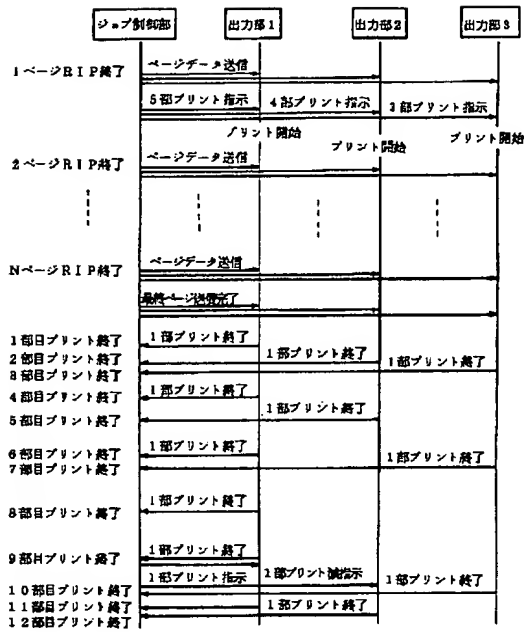 ジョブ制御部 出力部1 出力部2 出力部3
ページデータ送信
1ページRIP終了
5部プリント指示 4部プリント指示 3部プリント指示
プリント開始 プリント開始 プリント開始
ページデータ送信
2ページRIP終了
ページデータ送信
NページRIP終了
最終ページ送信完了
1部目プリント終了 1部プリント終了
2部目プリント終了 1部プリント終了 1部プリント終了
3部目プリント終了
4部目プリント終了 1部プリント終了
5部目プリント終了 1部プリント終了
6部目プリント終了 1部プリント終了 1部プリント終了
7部目プリント終了
8部目プリント終了 1部プリント終了
9部目プリント終了 1部プリント終了
1部プリント指示 1部プリント減指示 1部プリント終了
10部目プリント終了
11部目プリント終了 1部プリント終了
12部目プリント終了